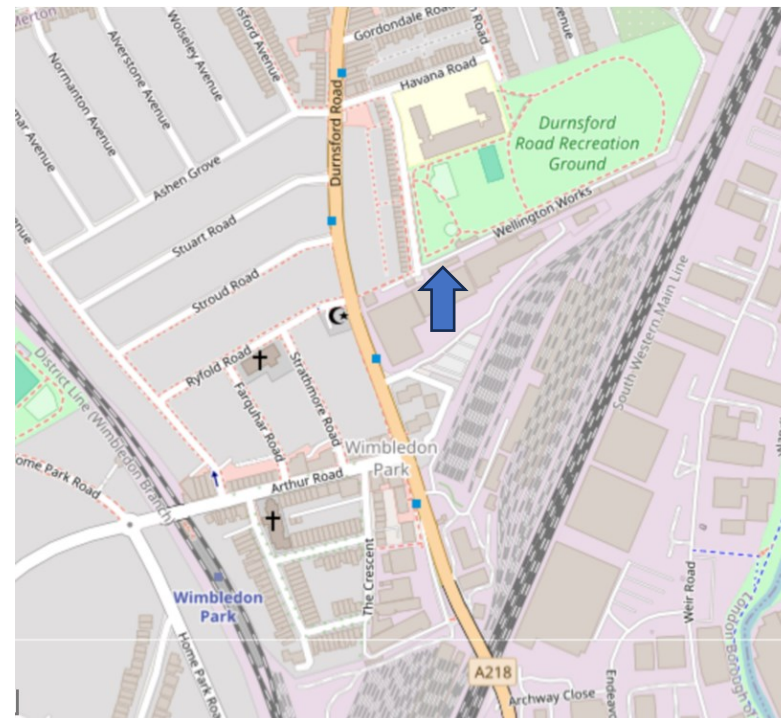 Merton
Normanton Avenue
Alverstone Avenue
Wolseley Avenue
Avenue
Gordondale Road
Avenue
Havana Road
Durnsford Road
Durnsford
Road Recreation
Ground
Ashen Grove
Wellington Works
Stuart Road
Stroud Road
South Western Main Line
Ryfold Road
Strathmore Road
Farquhar Road
District Line (Wimbledon Branch)
Wimbledon
Park
Arthur Road
Home Park Road
The Crescent
Weir Road
Wimbledon
Park
Home Park Road
A218
Archway Close